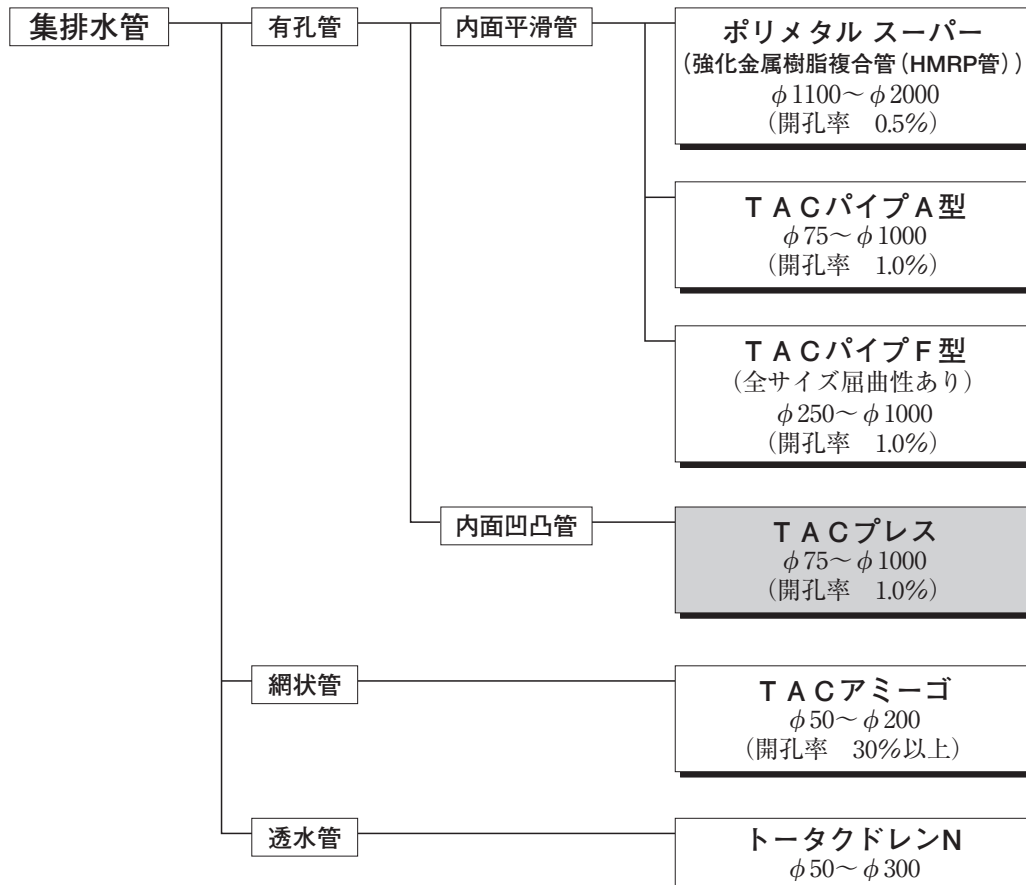 集排水管
有孔管
内面平滑管
ポリメタル スーパー
(強化金属樹脂複合管(HMRP管))
φ1100〜φ2000
(開孔率　0.5%)
TACパイプA型
φ75〜φ1000
(開孔率　1.0%)
TACパイプF型
(全サイズ屈曲性あり)
φ250〜φ1000
(開孔率　1.0%)
内面凹凸管
TACプレス
φ75〜φ1000
(開孔率　1.0%)
網状管
TACアミーゴ
φ50〜φ200
(開孔率　30%以上)
透水管
トータクドレンN
φ50〜φ300